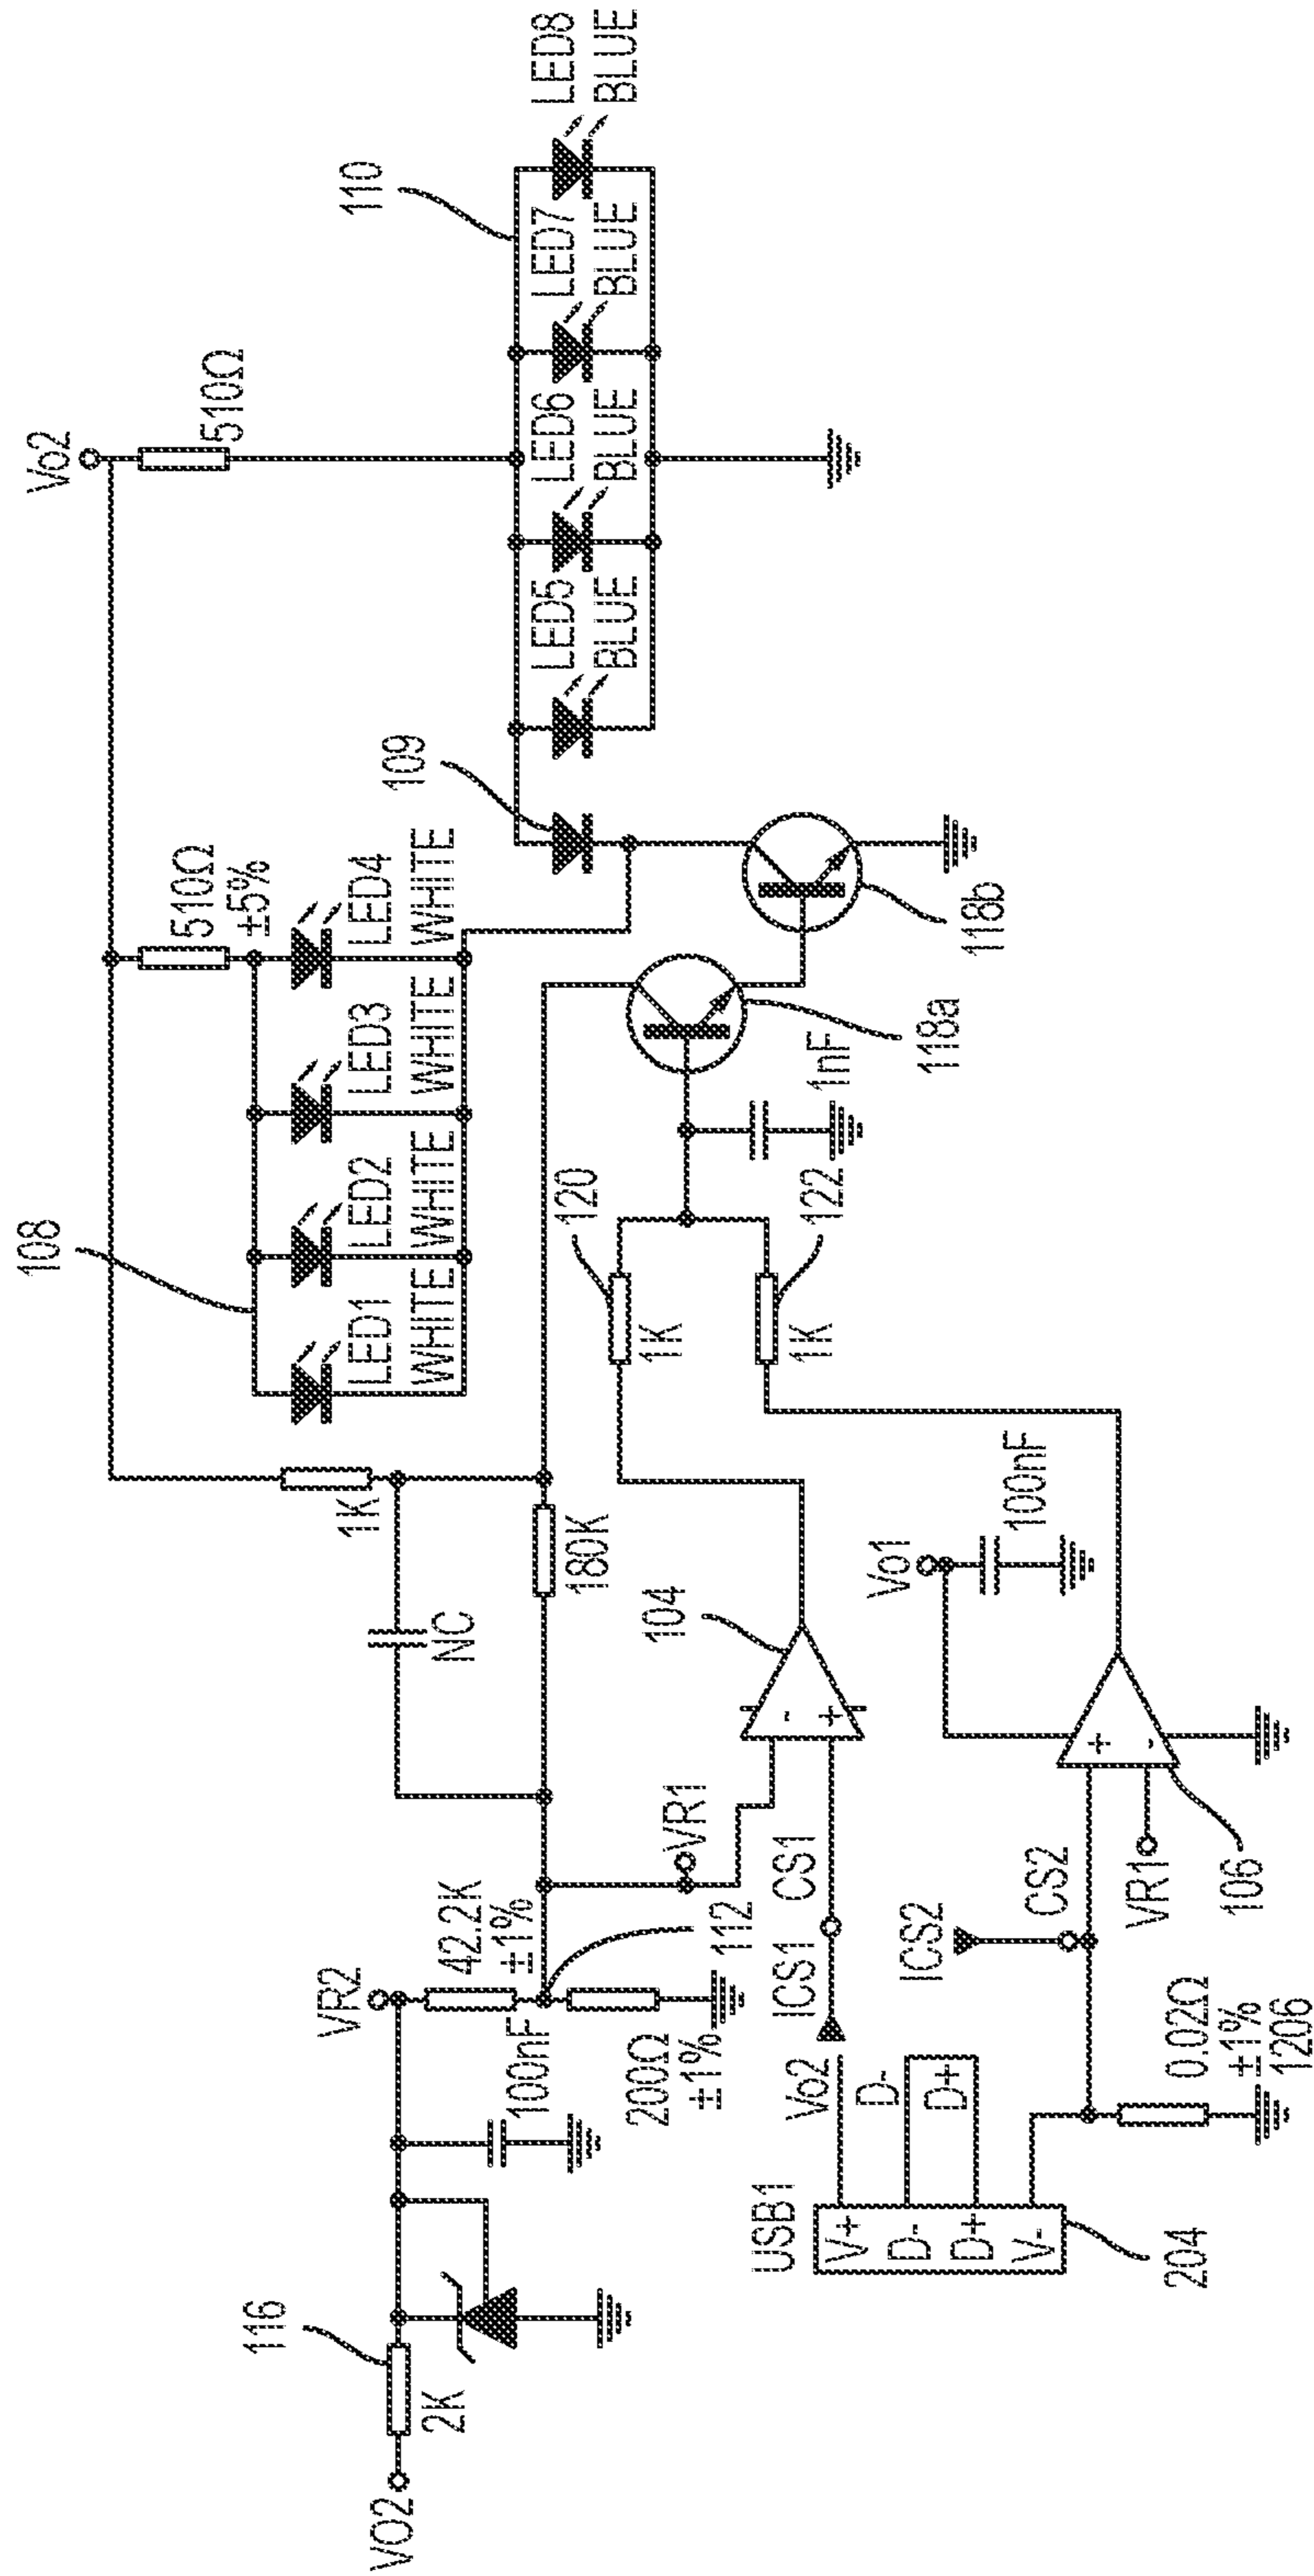 VO2
2K
116
VR2
100nF
42.2K
±1%
200Ω
±1%
112
VR1
NC
180K
1K
108
LED1
WHITE
LED2
WHITE
LED3
WHITE
LED4
WHITE
510Ω
±5%
Vo2
510Ω
109
110
LED5
BLUE
LED6
BLUE
LED7
BLUE
LED8
BLUE
USB1
V+
D-
D+
V-
204
Vo2
D-
D+
ICS1
CS1
-
+
104
1K
120
1K
122
1nF
118a
118b
0.02Ω
±1%
1206
ICS2
CS2
VR1
+
-
106
Vo1
100nF